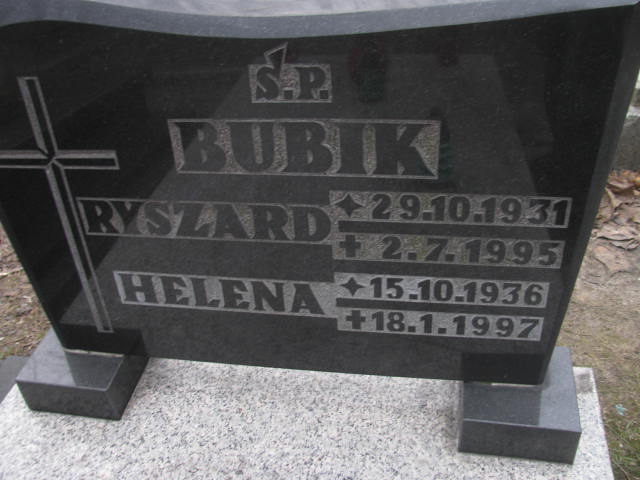 Ś.P.
BUBIK
RYSZARD ✦ 29.10.1931
✝ 2.7.1995
HELENA ✦ 15.10.1936
✝ 18.1.1997